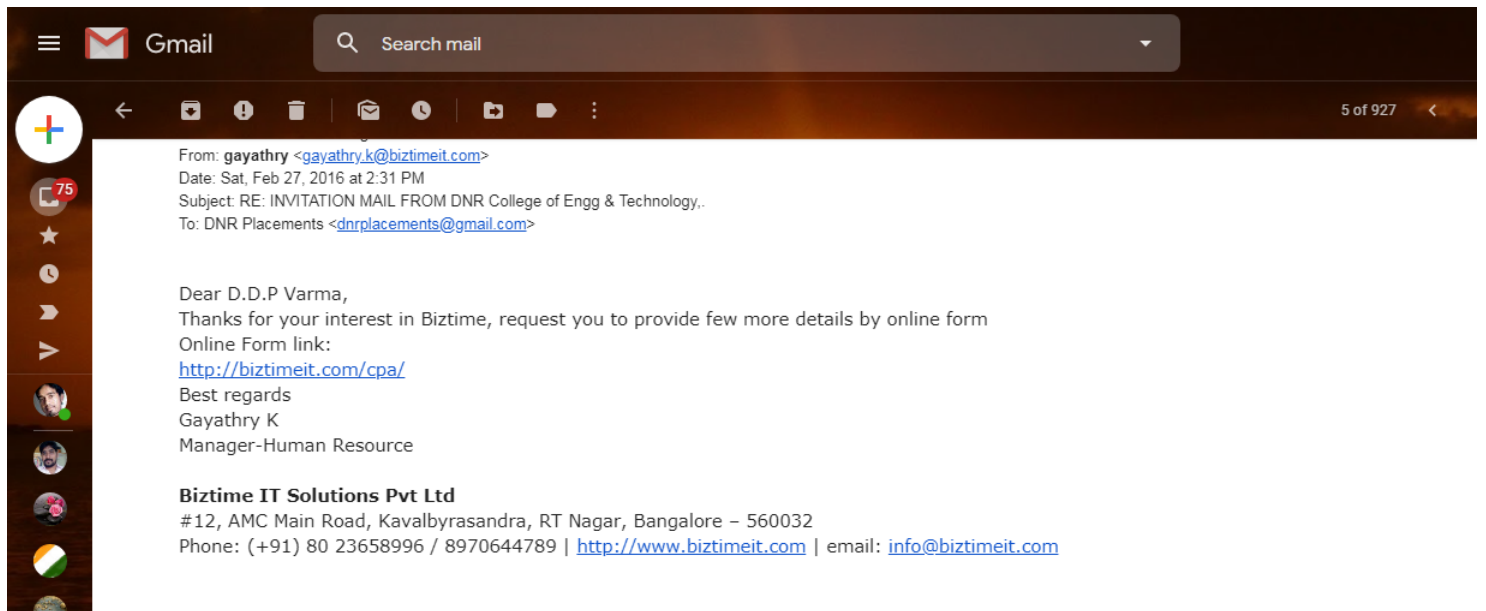 Gmail
Search mail
5 of 927
75
From: gayathry <gayathry.k@biztimeit.com>
Date: Sat, Feb 27, 2016 at 2:31 PM
Subject: RE: INVITATION MAIL FROM DNR College of Engg & Technology,.
To: DNR Placements <dnrplacements@gmail.com>
Dear D.D.P Varma,
Thanks for your interest in Biztime, request you to provide few more details by online form
Online Form link:
http://biztimeit.com/cpa/
Best regards
Gayathry K
Manager-Human Resource
Biztime IT Solutions Pvt Ltd
#12, AMC Main Road, Kavalbyrasandra, RT Nagar, Bangalore – 560032
Phone: (+91) 80 23658996 / 8970644789 | http://www.biztimeit.com | email: info@biztimeit.com